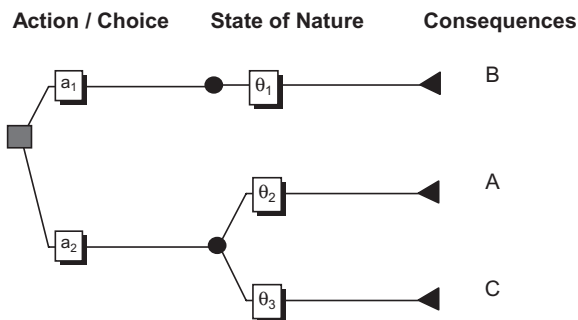 Action / Choice State of Nature Consequences
a₁ θ₁ B
θ₂ A
a₂
θ₃ C